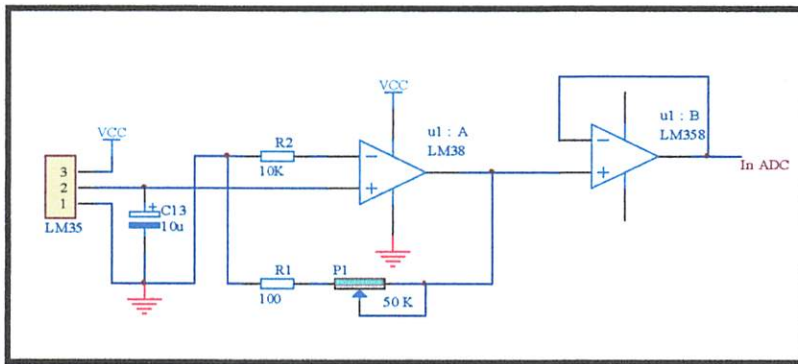 VCC
3
2
1
LM35
C13
+
10u
R2
10K
VCC
u1 : A
LM38
−
+
R1
100
P1
50 K
u1 : B
LM358
−
+
In ADC